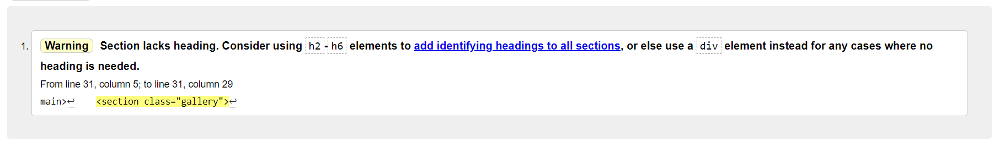 1. Warning Section lacks heading. Consider using h2-h6 elements to add identifying headings to all sections, or else use a div element instead for any cases where no
heading is needed.
From line 31, column 5; to line 31, column 29
main>↩ <section class="gallery">↩